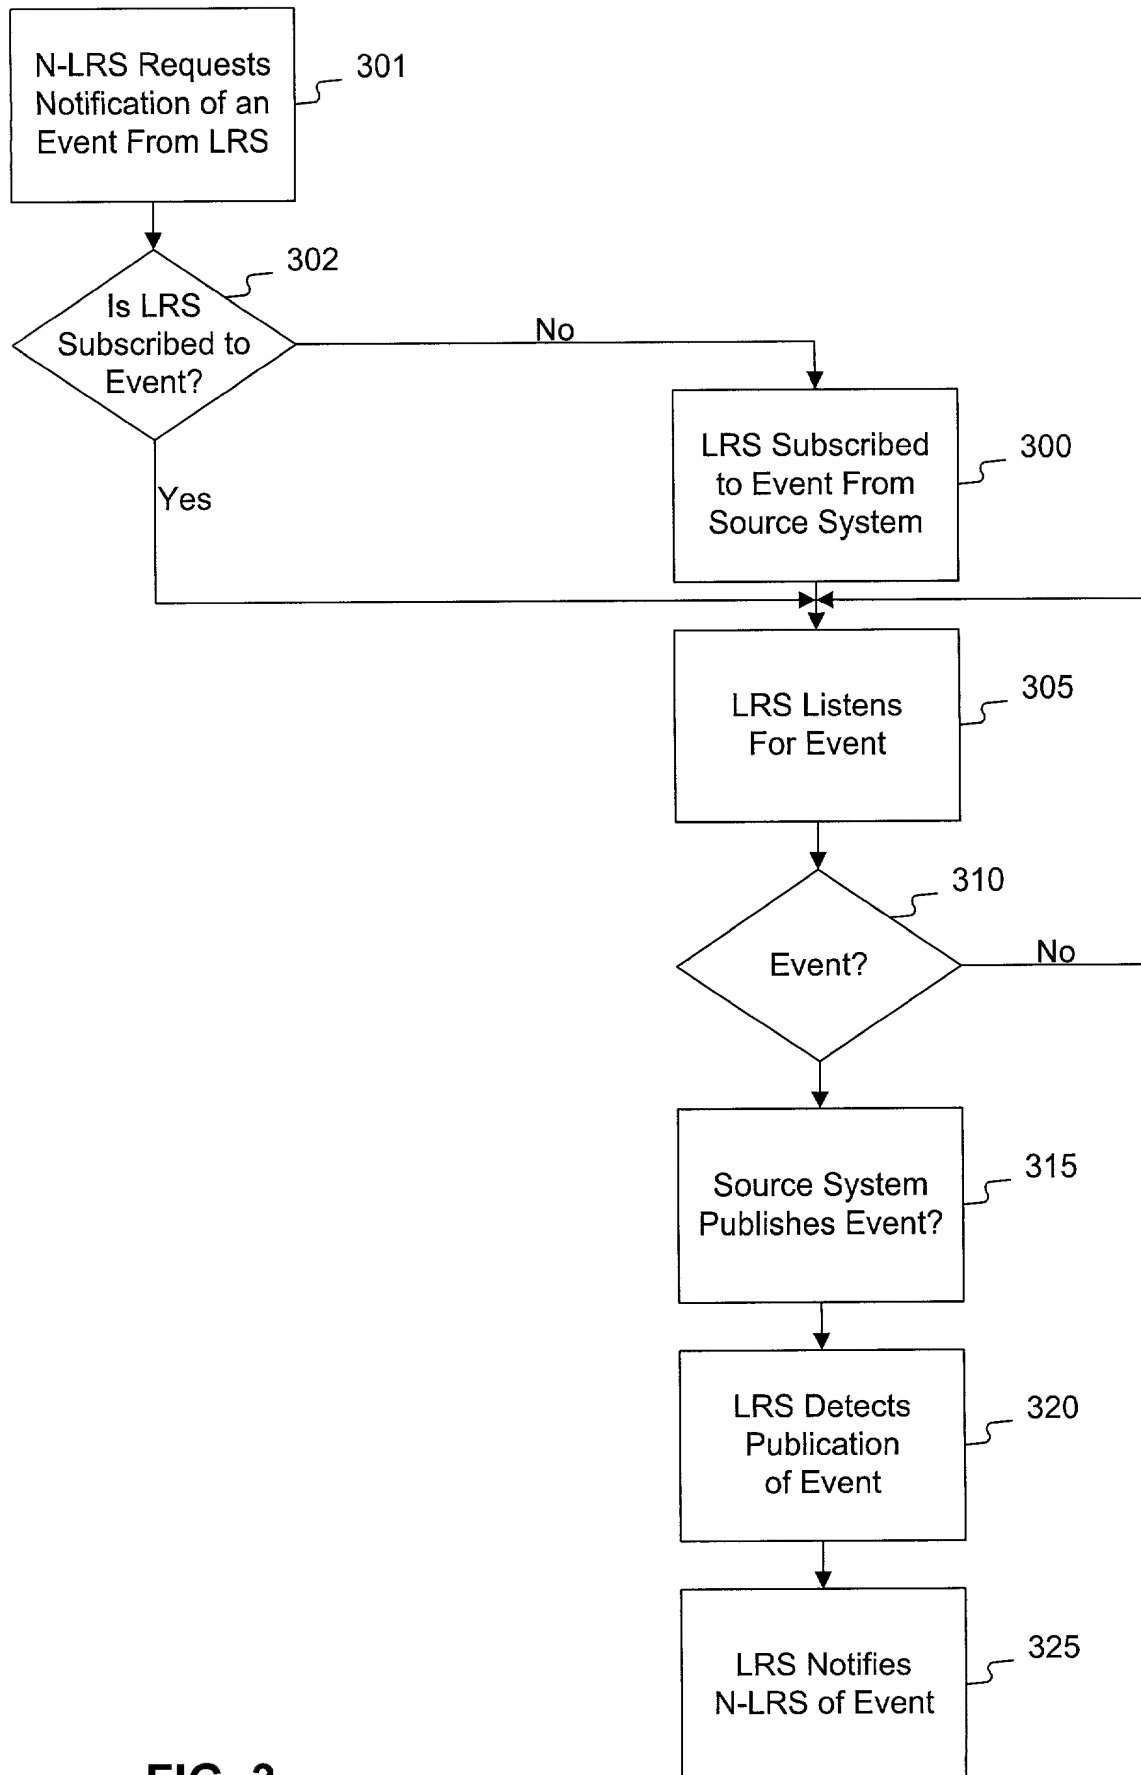 N-LRS Requests
Notification of an
Event From LRS
301
302
Is LRS
Subscribed to
Event?
No
Yes
LRS Subscribed
to Event From
Source System
300
LRS Listens
For Event
305
310
Event?
No
Source System
Publishes Event?
315
LRS Detects
Publication
of Event
320
LRS Notifies
N-LRS of Event
325